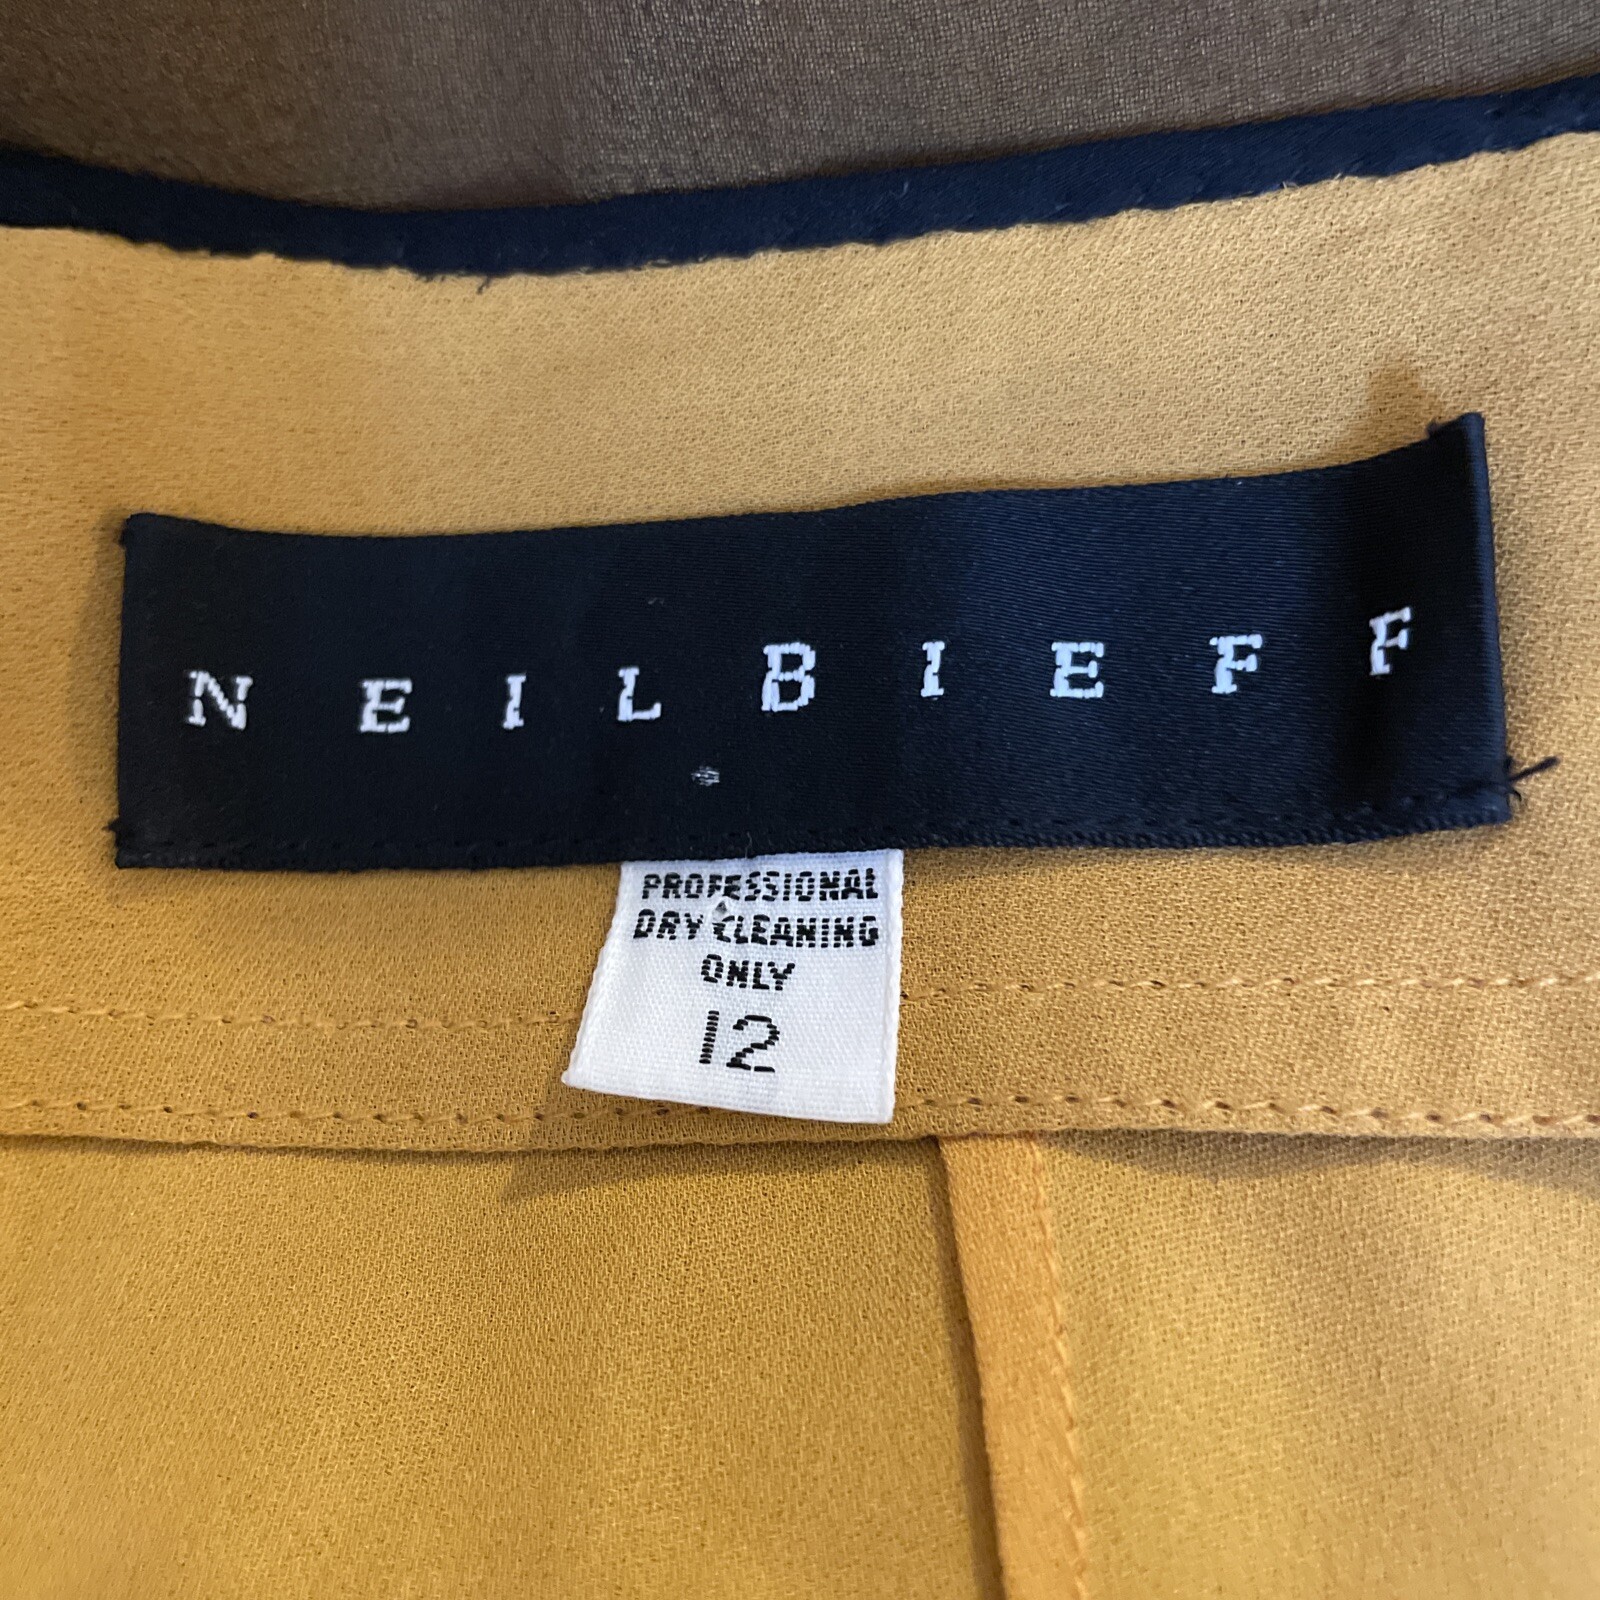 NEIL BIEFF
PROFESSIONAL
DRY CLEANING
ONLY
12